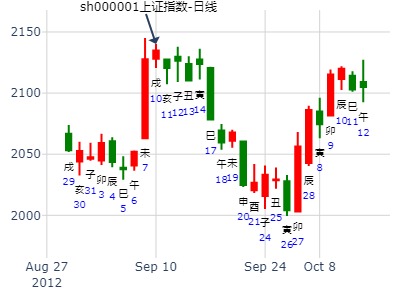 sh000001上证指数-日线
2150
2100
2050
2000
戌
29
亥
30
子
31
卯
3
辰
4
巳
5
午
6
未
7
戌
10
亥
11
子
12
丑
13
寅
14
巳
17
午
18
未
19
申
20
酉
21
子
24
丑
25
寅
26
卯
27
辰
28
寅
8
卯
9
辰
10
巳
11
午
12
Aug 27
2012
Sep 10
Sep 24
Oct 8